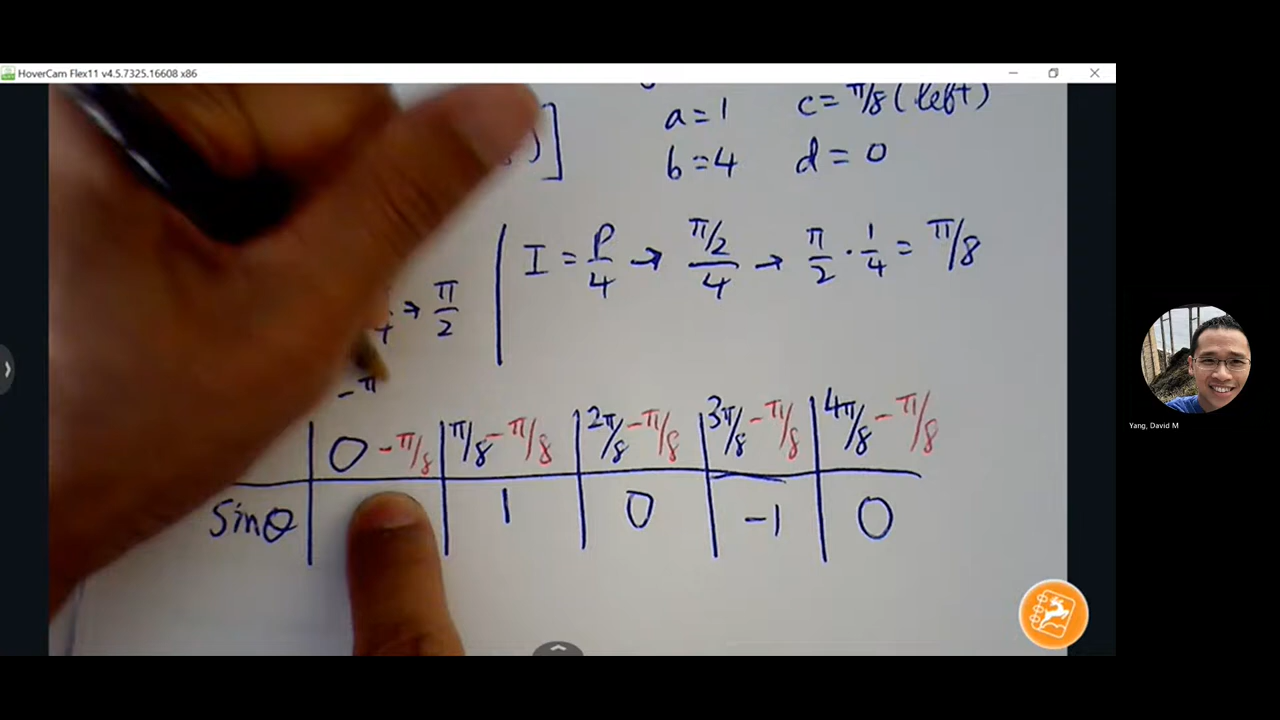 HoverCam Flex11 v4.5.7325.16608 x86
a = 1 c = π/8 (left)
)]
b = 4 d = 0
I = P/4 → π/2/4 → π/2 · 1/4 = π/8
→ π/2
-π
0 - π/8 π/8 - π/8 2π/8 - π/8 3π/8 - π/8 4π/8 - π/8
Sinθ 1 0 -1 0
Yang, David M